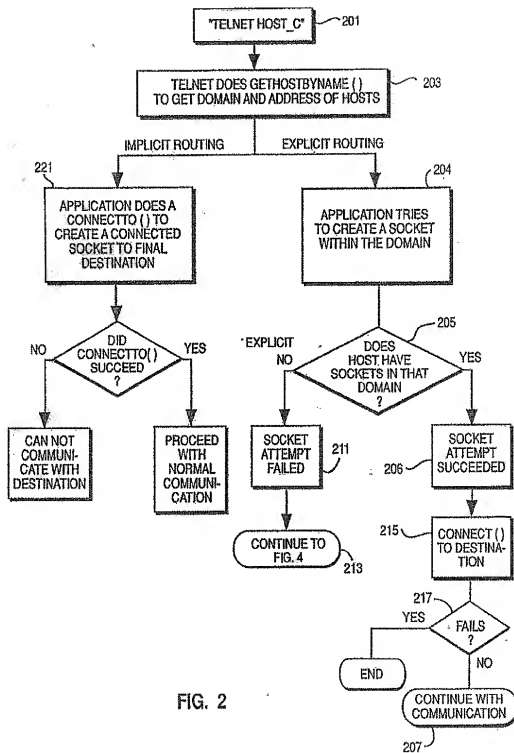 "TELNET HOST_C"
201
TELNET DOES GETHOSTBYNAME ( )
TO GET DOMAIN AND ADDRESS OF HOSTS
203
IMPLICIT ROUTING
EXPLICIT ROUTING
221
APPLICATION DOES A
CONNECTTO ( ) TO
CREATE A CONNECTED
SOCKET TO FINAL
DESTINATION
204
APPLICATION TRIES
TO CREATE A SOCKET
WITHIN THE DOMAIN
NO
DID
CONNECTTO( )
SUCCEED
?
YES
205
EXPLICIT
NO
DOES
HOST HAVE
SOCKETS IN THAT
DOMAIN
?
YES
CAN NOT
COMMUNI-
CATE WITH
DESTINATION
PROCEED
WITH
NORMAL
COMMUNI-
CATION
SOCKET
ATTEMPT
FAILED
211
206
SOCKET
ATTEMPT
SUCCEEDED
CONTINUE TO
FIG. 4
213
215
CONNECT ( )
TO DESTINA-
TION
217
YES
FAILS
?
NO
END
CONTINUE WITH
COMMUNICATION
207
FIG. 2